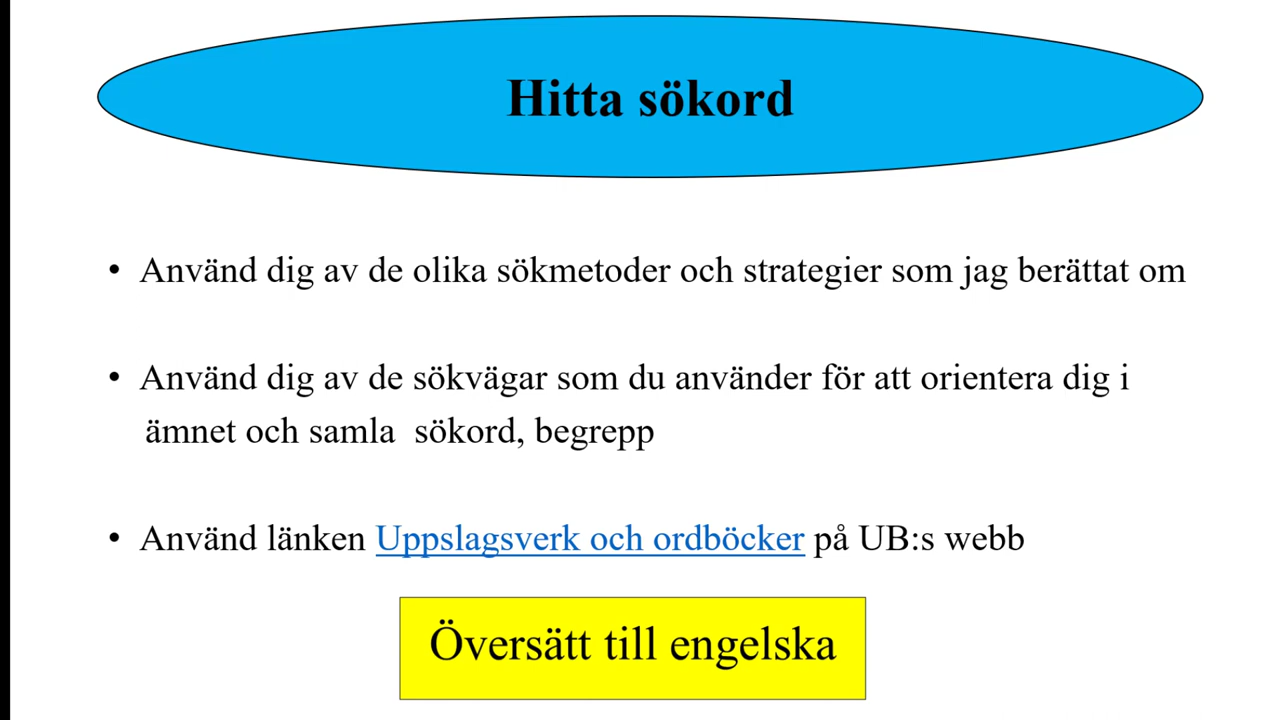 Hitta sökord
• Använd dig av de olika sökmetoder och strategier som jag berättat om
• Använd dig av de sökvägar som du använder för att orientera dig i
ämnet och samla sökord, begrepp
• Använd länken Uppslagsverk och ordböcker på UB:s webb
Översätt till engelska